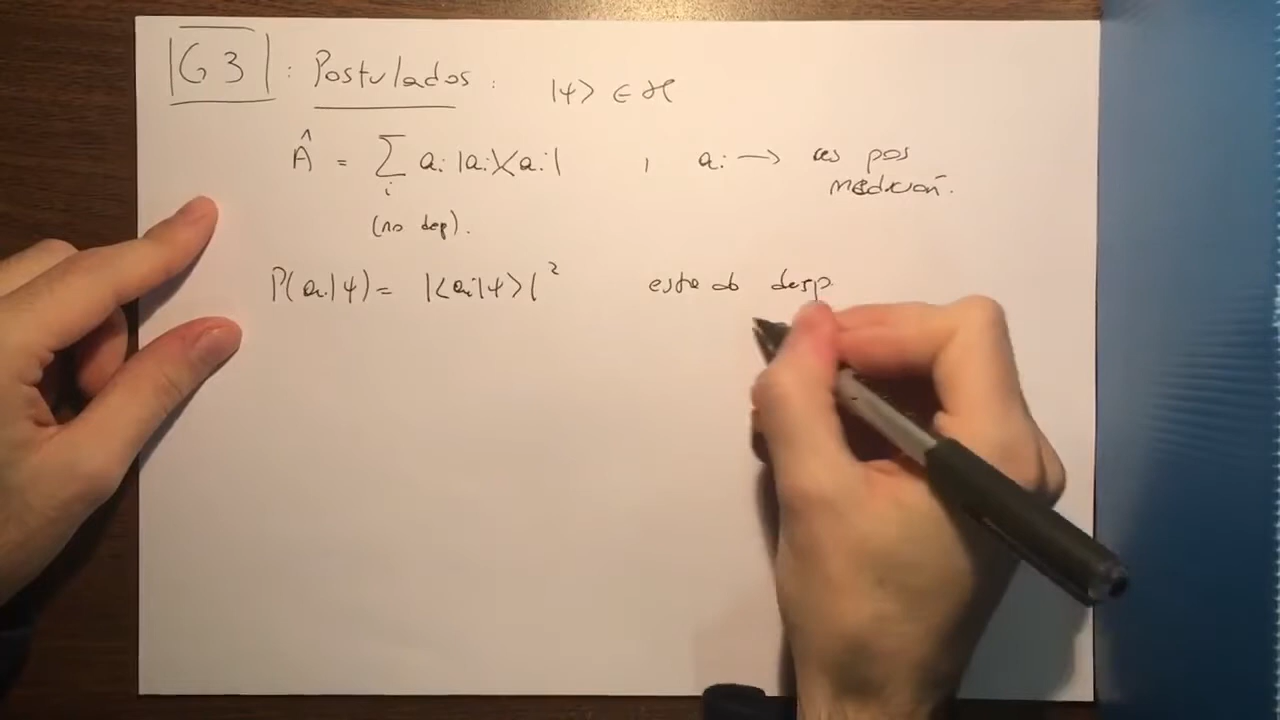 G3 : Postulados : |ψ> ∈ ℋ
Â = ∑ᵢ aᵢ |aᵢ><aᵢ| , aᵢ → res pos
medición.
(no deg).
P(aᵢ|ψ) = |<aᵢ|ψ>|² estado desp.